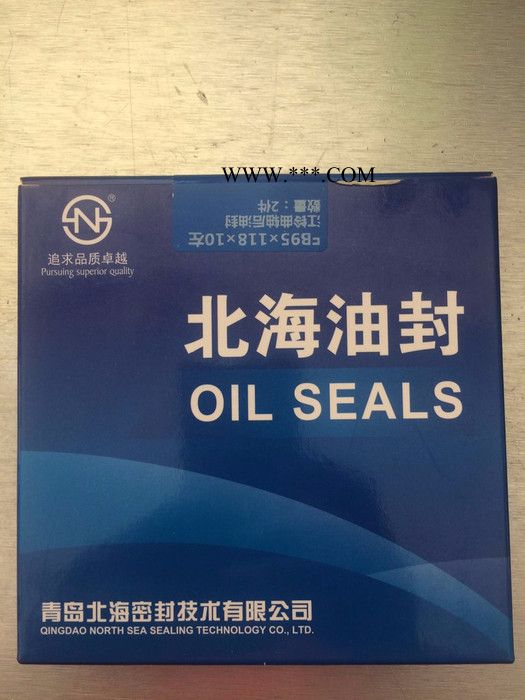 WWW.***.COM
FB95×118×10左
江铃曲轴后油封
数量：2件
N
®
追求品质卓越
Pursuing superior quality
北海油封
OIL SEALS
青岛北海密封技术有限公司
QINGDAO NORTH SEA SEALING TECHNOLOGY CO., LTD.